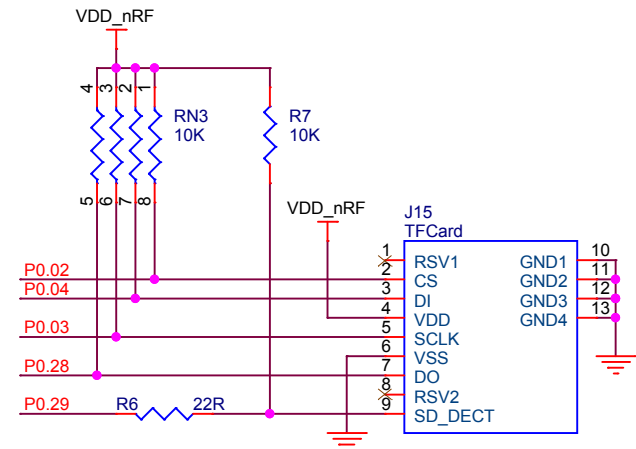 VDD_nRF
4 3 2 1
RN3
10K
R7
10K
5 6 7 8
VDD_nRF
J15
TFCard
1 RSV1 GND1 10
P0.02 2 CS GND2 11
P0.04 3 DI GND3 12
4 VDD GND4 13
P0.03 5 SCLK
6 VSS
P0.28 7 DO
8 RSV2
P0.29 R6 22R 9 SD_DECT